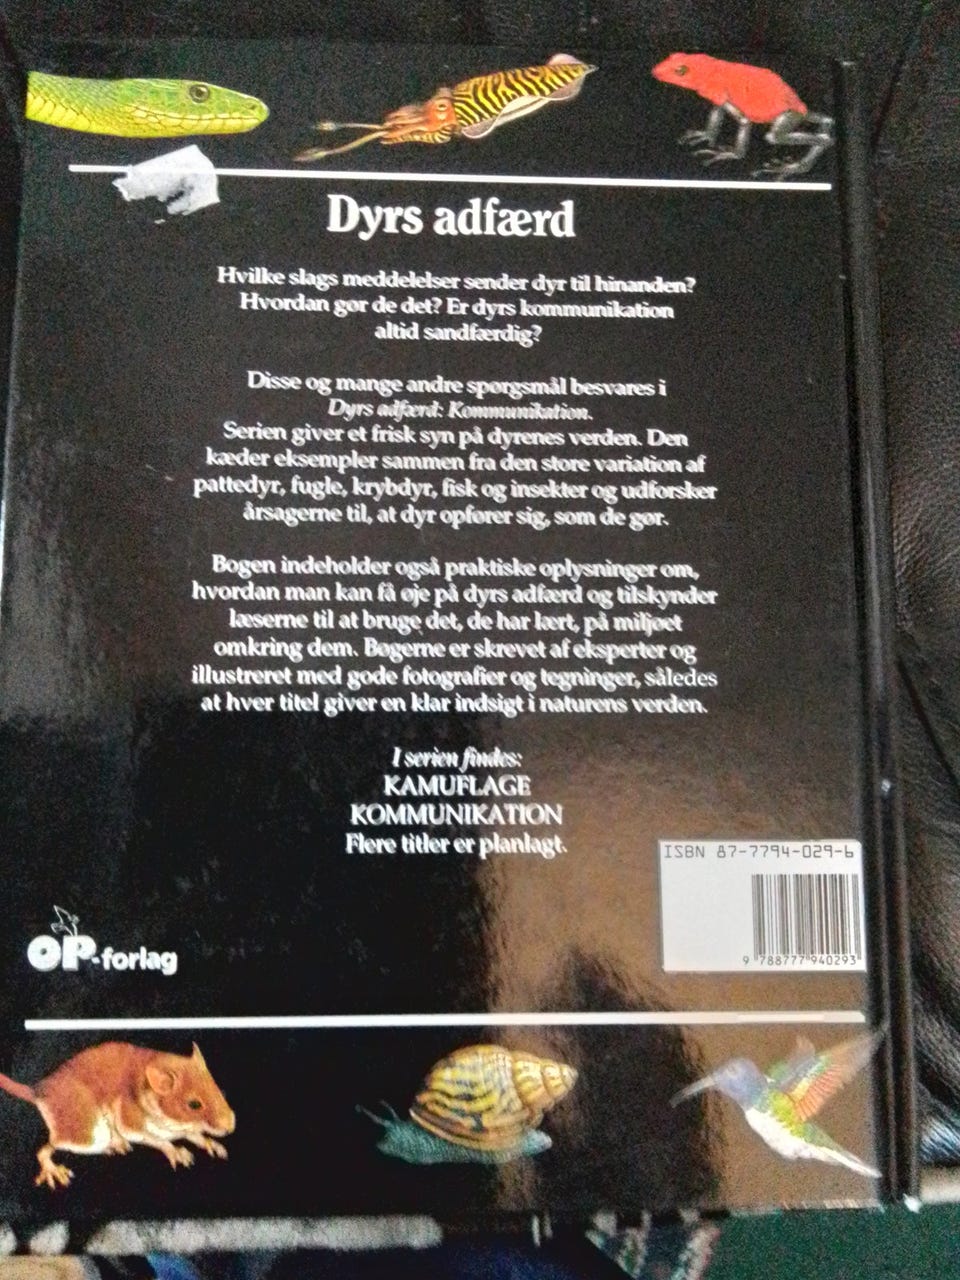 Dyrs adfærd
Hvilke slags meddelelser sender dyr til hinanden?
Hvordan gør de det? Er dyrs kommunikation
altid sandfærdig?
Disse og mange andre spørgsmål besvares i
Dyrs adfærd: Kommunikation.
Serien giver et frisk syn på dyrenes verden. Den
kæder eksempler sammen fra den store variation af
pattedyr, fugle, krybdyr, fisk og insekter og udforsker
årsagerne til, at dyr opfører sig, som de gør.
Bogen indeholder også praktiske oplysninger om,
hvordan man kan få øje på dyrs adfærd og tilskynder
læserne til at bruge det, de har lært, på miljøet
omkring dem. Bøgerne er skrevet af eksperter og
illustreret med gode fotografier og tegninger, således
at hver titel giver en klar indsigt i naturens verden.
I serien findes:
KAMUFLAGE
KOMMUNIKATION
Flere titler er planlagt.
ISBN 87-7794-029-6
9 788777 940293
OP-forlag